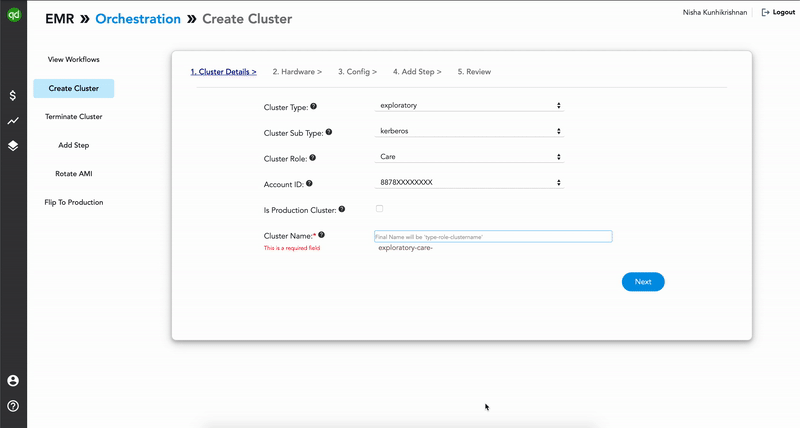 qd
EMR » Orchestration » Create Cluster
Nisha Kunhikrishnan
Logout
View Workflows
Create Cluster
Terminate Cluster
Add Step
Rotate AMI
Flip To Production
1. Cluster Details >
2. Hardware >
3. Config >
4. Add Step >
5. Review
Cluster Type:
exploratory
Cluster Sub Type:
kerberos
Cluster Role:
Care
Account ID:
8878XXXXXXXX
Is Production Cluster:
Cluster Name:*
Final Name will be 'type-role-clustername'
This is a required field
exploratory-care-
Next